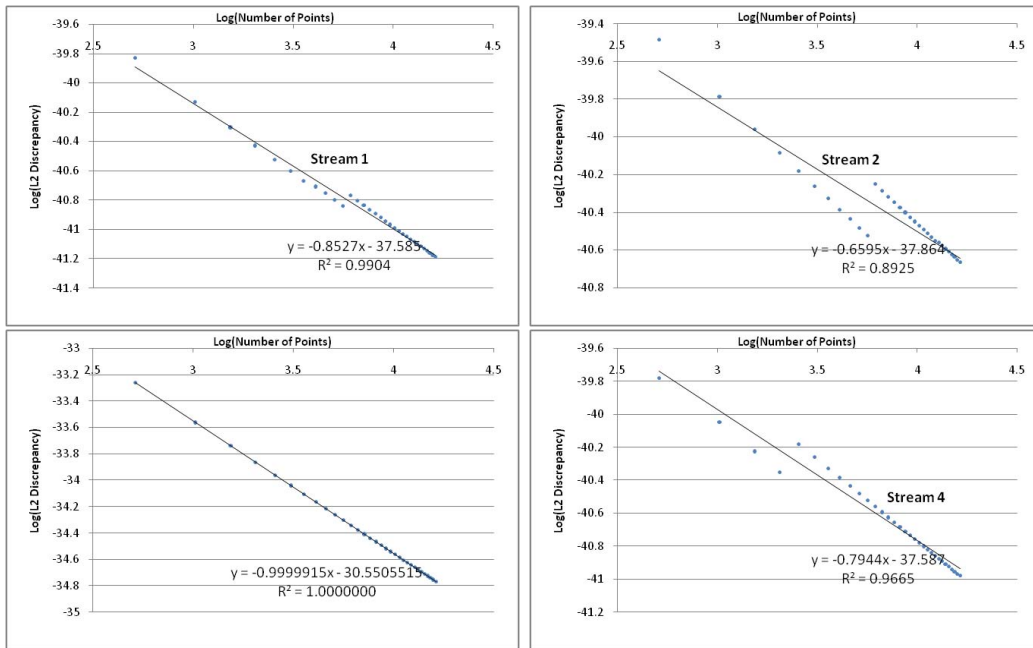 Log(Number of Points)
-39.6
2.5 3 3.5 4 4.5
-39.8
-40
-40.2
-40.4
-40.6
-40.8
-41
-41.2
-41.4
Log(L2 Discrepancy)
Stream 1
y = -0.8527x - 37.585
R² = 0.9904
Log(Number of Points)
-39.4
2.5 3 3.5 4 4.5
-39.6
-39.8
-40
-40.2
-40.4
-40.6
-40.8
Log(L2 Discrepancy)
Stream 2
y = -0.6595x - 37.864
R² = 0.8925
Log(Number of Points)
-33
2.5 3 3.5 4 4.5
-33.2
-33.4
-33.6
-33.8
-34
-34.2
-34.4
-34.6
-34.8
-35
Log(L2 Discrepancy)
y = -0.9999915x - 30.5505515
R² = 1.0000000
Log(Number of Points)
-39.6
2.5 3 3.5 4 4.5
-39.8
-40
-40.2
-40.4
-40.6
-40.8
-41
-41.2
Log(L2 Discrepancy)
Stream 4
y = -0.7944x - 37.587
R² = 0.9665